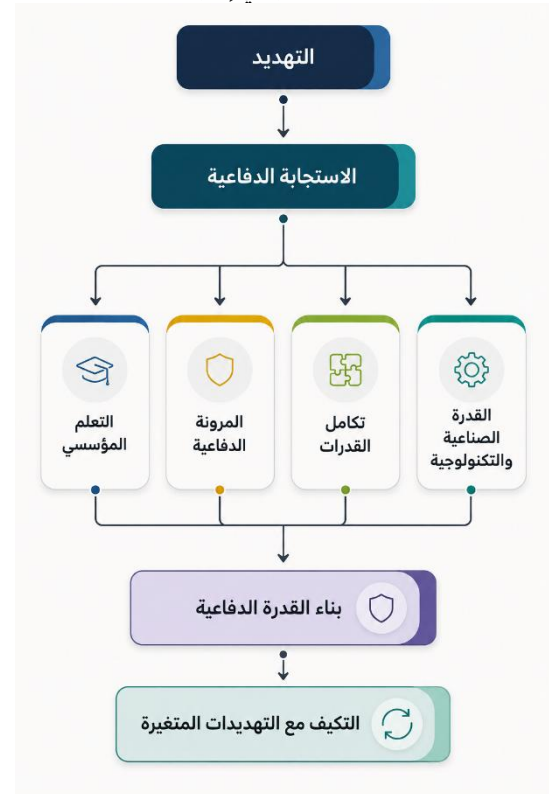 التهديد
الاستجابة الدفاعية
القدرة
الصناعية
والتكنولوجية
تكامل
القدرات
المرونة
الدفاعية
التعلم
المؤسسي
بناء القدرة الدفاعية
التكيف مع التهديدات المتغيرة